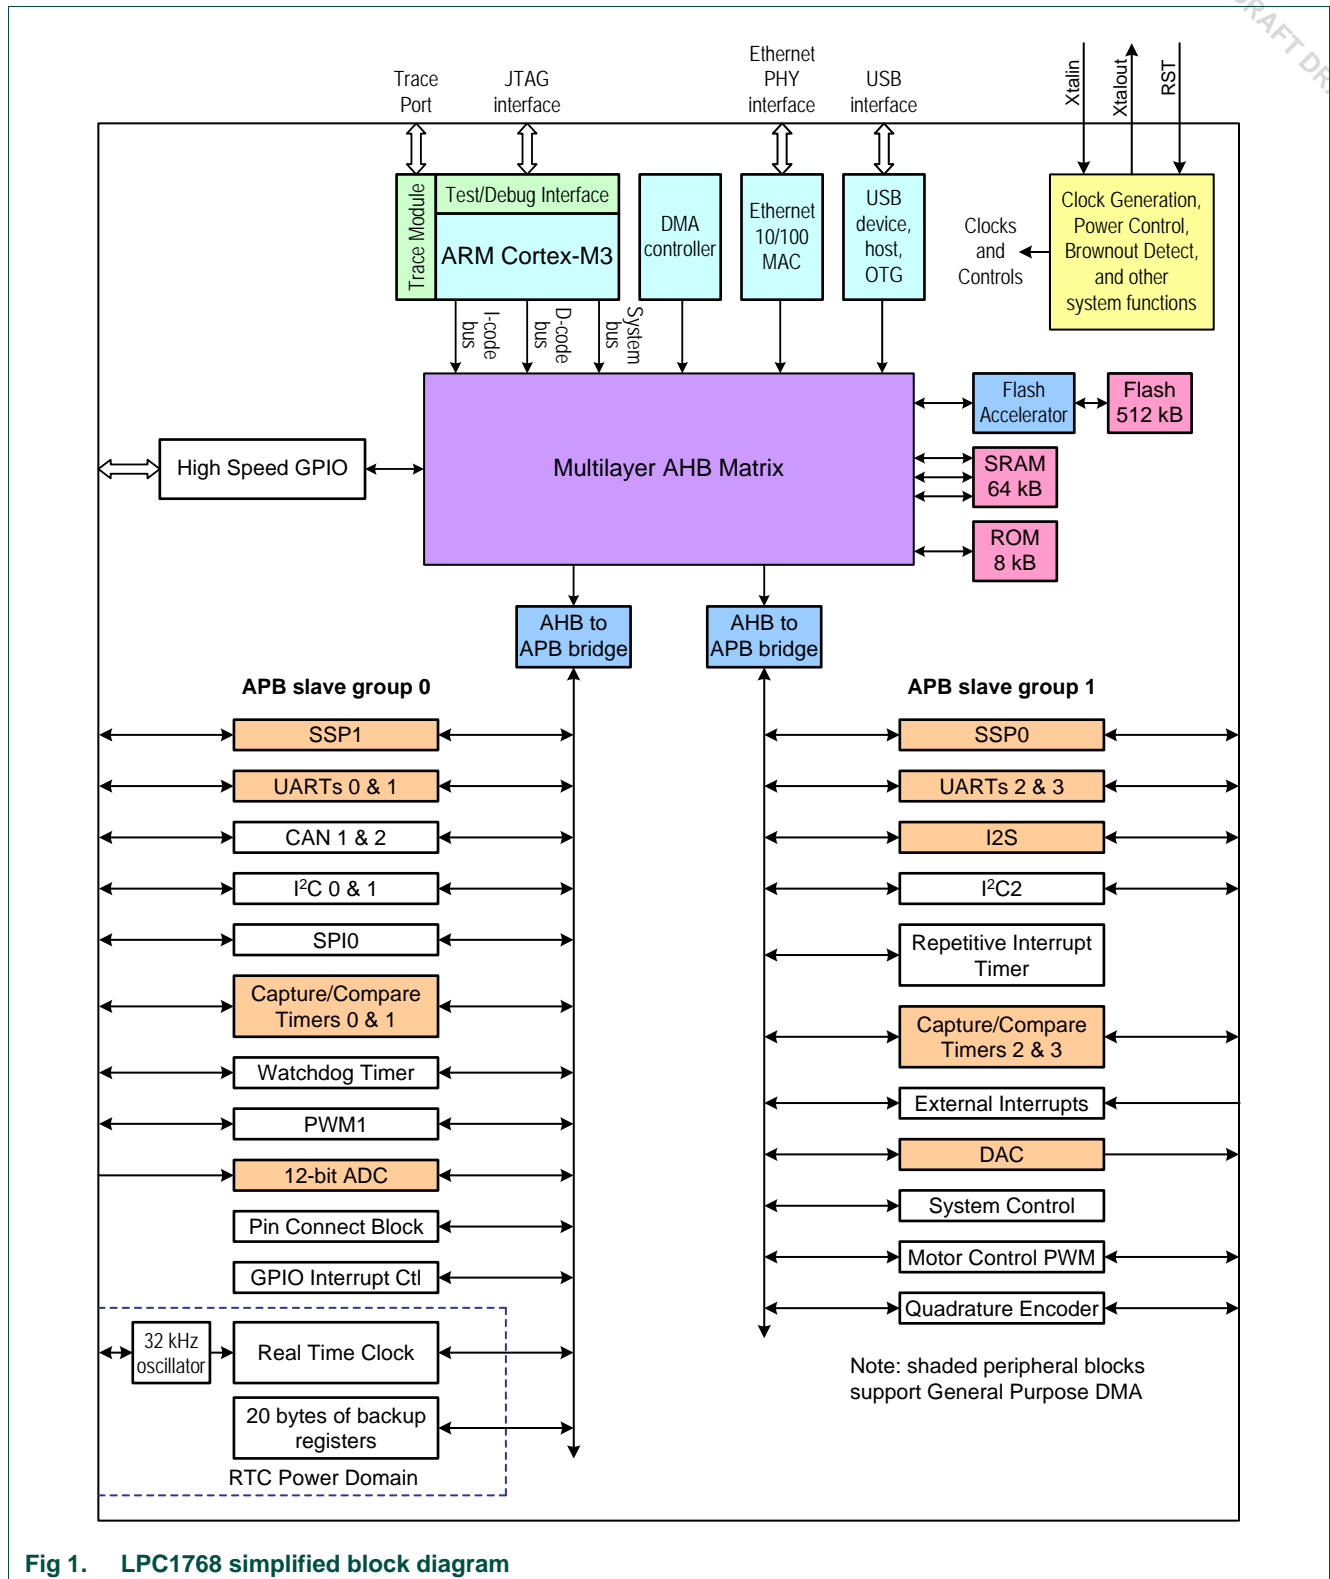 DRAFT DR
Trace
Port
JTAG
interface
Ethernet
PHY
interface
USB
interface
Xtalin
Xtalout
RST
Trace Module
Test/Debug Interface
ARM Cortex-M3
DMA
controller
Ethernet
10/100
MAC
USB
device,
host,
OTG
Clocks
and
Controls
Clock Generation,
Power Control,
Brownout Detect,
and other
system functions
I-code
bus
D-code
bus
System
bus
Multilayer AHB Matrix
Flash
Accelerator
Flash
512 kB
High Speed GPIO
SRAM
64 kB
ROM
8 kB
AHB to
APB bridge
AHB to
APB bridge
APB slave group 0
SSP1
UARTs 0 & 1
CAN 1 & 2
I²C 0 & 1
SPI0
Capture/Compare
Timers 0 & 1
Watchdog Timer
PWM1
12-bit ADC
Pin Connect Block
GPIO Interrupt Ctl
32 kHz
oscillator
Real Time Clock
20 bytes of backup
registers
RTC Power Domain
APB slave group 1
SSP0
UARTs 2 & 3
I2S
I²C2
Repetitive Interrupt
Timer
Capture/Compare
Timers 2 & 3
External Interrupts
DAC
System Control
Motor Control PWM
Quadrature Encoder
Note: shaded peripheral blocks
support General Purpose DMA
Fig 1. LPC1768 simplified block diagram